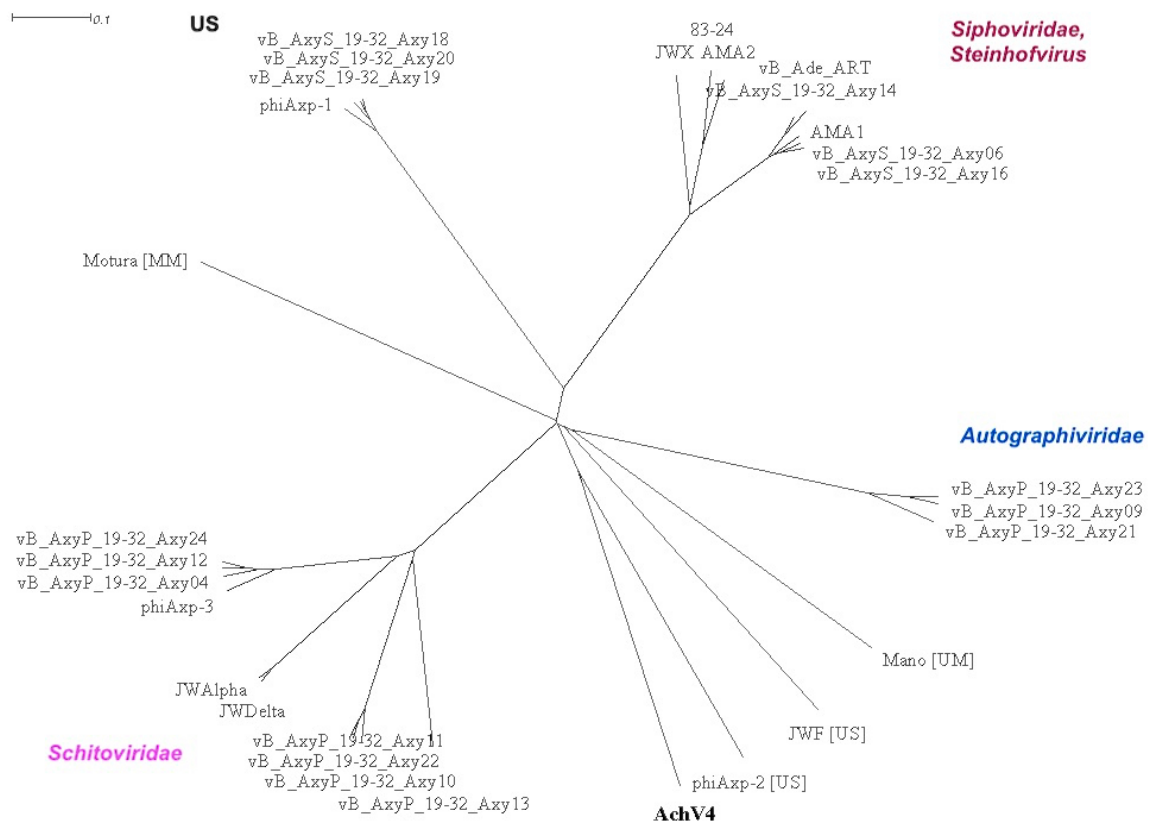 0.1
US
vB_AxyS_19-32_Axy18
vB_AxyS_19-32_Axy20
vB_AxyS_19-32_Axy19
phiAxp-1
83-24
JWX AMA2
vB_Ade_ART
vB_AxyS_19-32_Axy14
AMA1
vB_AxyS_19-32_Axy06
vB_AxyS_19-32_Axy16
Siphoviridae,
Steinhofvirus
Motura [MM]
Autographiviridae
vB_AxyP_19-32_Axy23
vB_AxyP_19-32_Axy09
vB_AxyP_19-32_Axy21
vB_AxyP_19-32_Axy24
vB_AxyP_19-32_Axy12
vB_AxyP_19-32_Axy04
phiAxp-3
Mano [UM]
JWAlpha
JWDelta
JWF [US]
Schitoviridae
vB_AxyP_19-32_Axy11
vB_AxyP_19-32_Axy22
vB_AxyP_19-32_Axy10
vB_AxyP_19-32_Axy13
phiAxp-2 [US]
AchV4